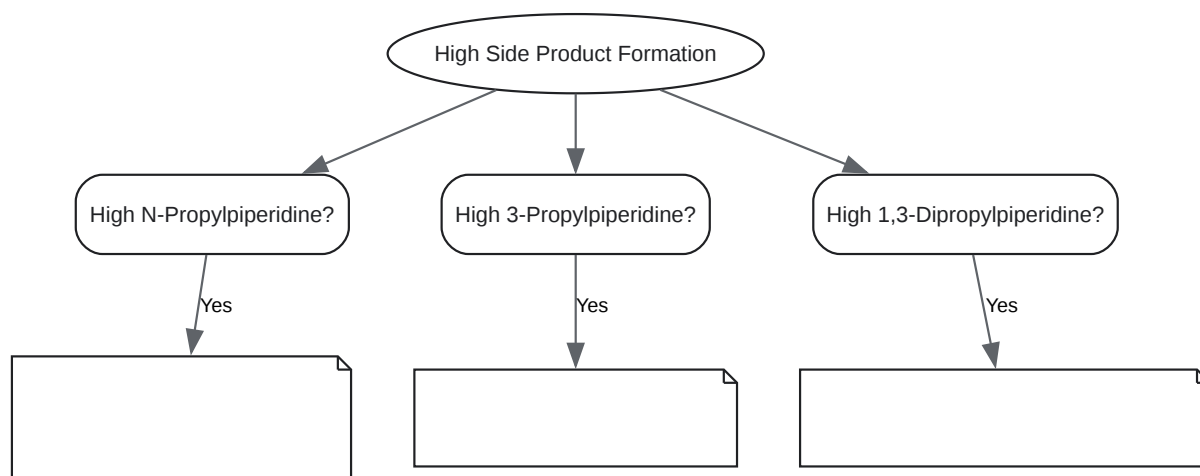 High Side Product Formation
High N-Propylpiperidine?
High 3-Propylpiperidine?
High 1,3-Dipropylpiperidine?
Yes
Yes
Yes